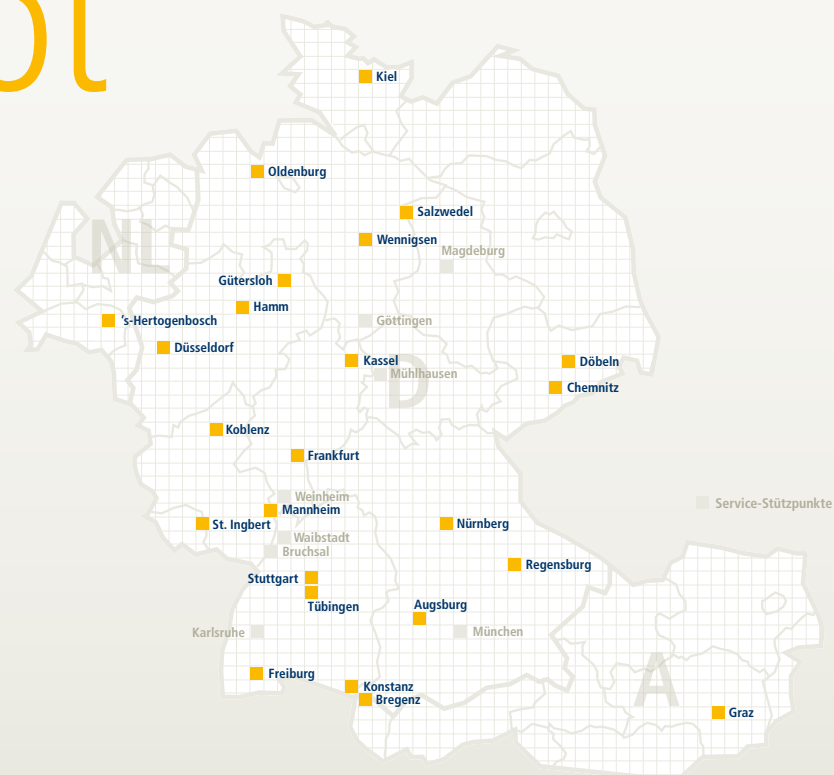 Kiel
Oldenburg
Salzwedel
Wennigsen
NL
Magdeburg
Gütersloh
Hamm
's-Hertogenbosch
Göttingen
Düsseldorf
Kassel
Döbeln
Mühlhausen
D
Chemnitz
Koblenz
Frankfurt
Weinheim
Service-Stützpunkte
Mannheim
St. Ingbert
Nürnberg
Waibstadt
Bruchsal
Regensburg
Stuttgart
Tübingen
Augsburg
Karlsruhe
München
Freiburg
A
Konstanz
Bregenz
Graz